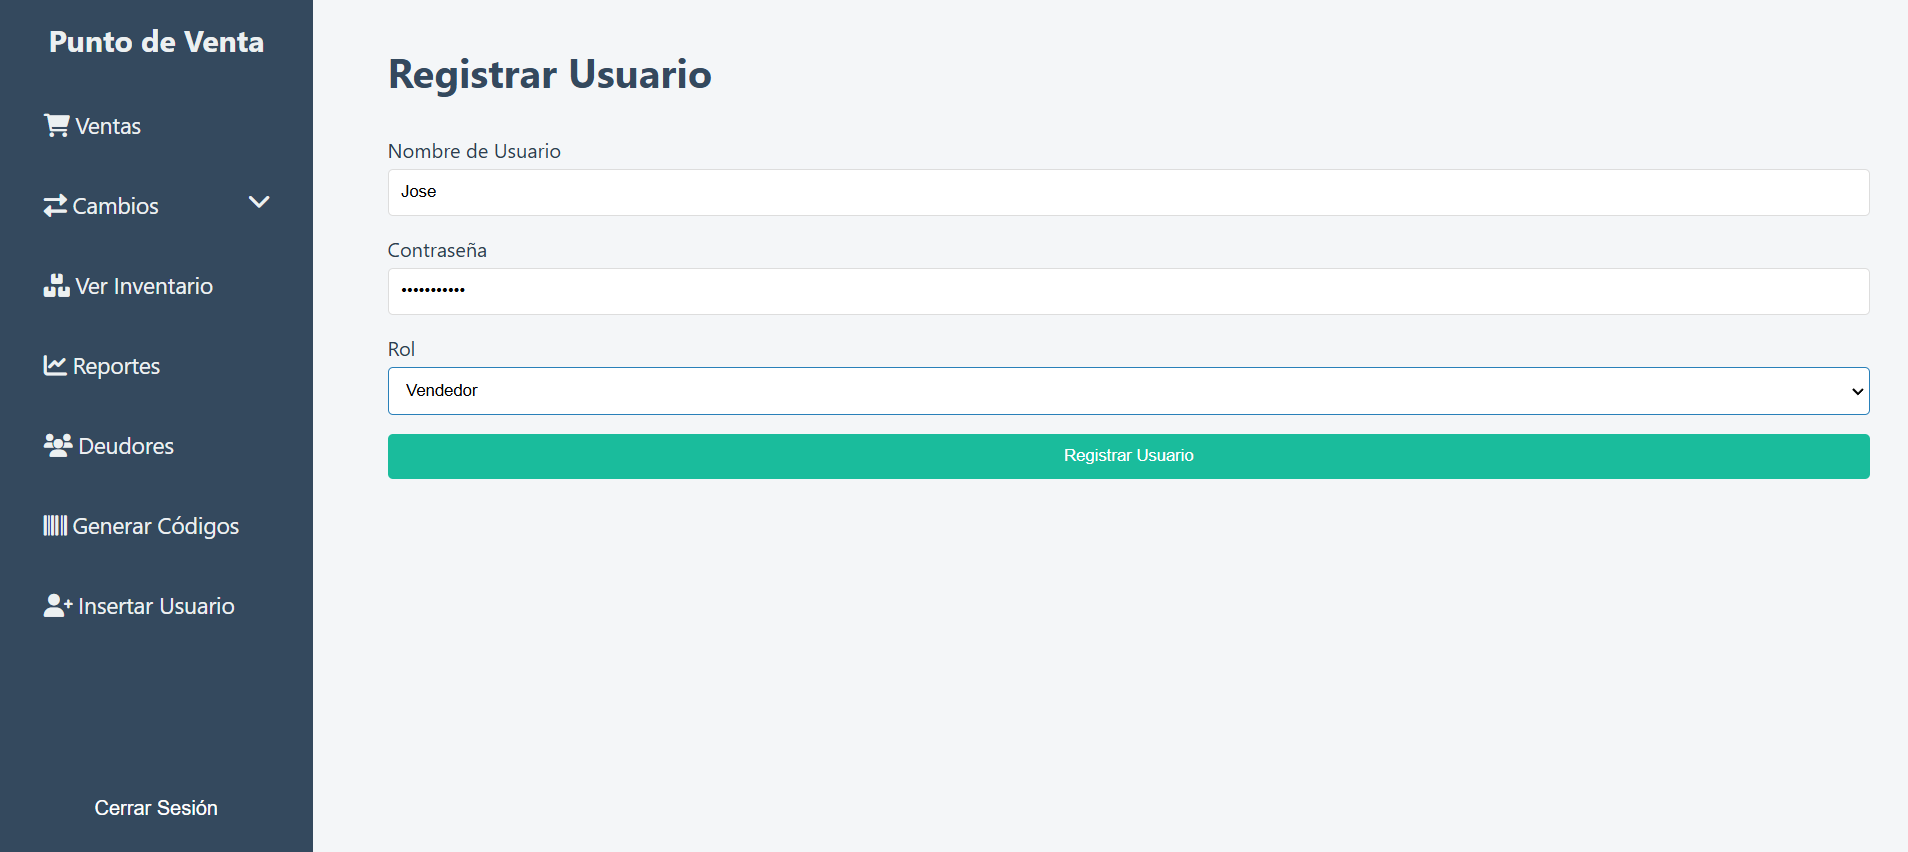 Punto de Venta
Ventas
Cambios
Ver Inventario
Reportes
Deudores
Generar Códigos
Insertar Usuario
Cerrar Sesión
Registrar Usuario
Nombre de Usuario
Jose
Contraseña
•••••••••••
Rol
Vendedor
Registrar Usuario